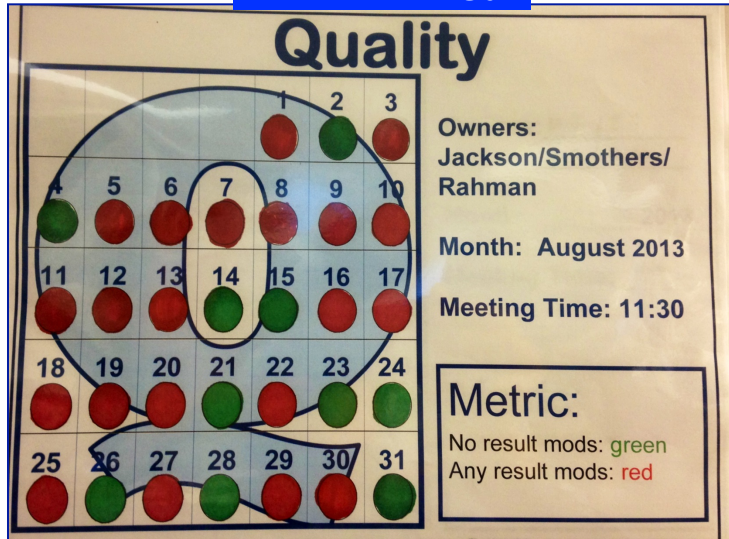 Quality
1 2 3
4 5 6 7 8 9 10
11 12 13 14 15 16 17
18 19 20 21 22 23 24
25 26 27 28 29 30 31
Owners:
Jackson/Smothers/
Rahman
Month: August 2013
Meeting Time: 11:30
Metric:
No result mods: green
Any result mods: red